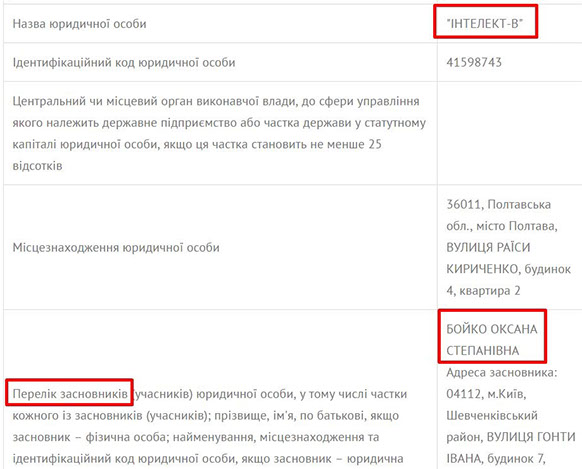 Назва юридичної особи
"ІНТЕЛЕКТ-В"
Ідентифікаційний код юридичної особи
41598743
Центральний чи місцевий орган виконавчої влади, до сфери управління
якого належить державне підприємство або частка держави у статутному
капіталі юридичної особи, якщо ця частка становить не менше 25
відсотків
Місцезнаходження юридичної особи
36011, Полтавська
обл., місто Полтава,
ВУЛИЦЯ РАЇСИ
КИРИЧЕНКО, будинок
4, квартира 2
Перелік засновників (учасників) юридичної особи, у тому числі частки
кожного із засновників (учасників); прізвище, ім'я, по батькові, якщо
засновник – фізична особа; найменування, місцезнаходження та
ідентифікаційний код юридичної особи, якщо засновник – юридична
БОЙКО ОКСАНА
СТЕПАНІВНА
Адреса засновника:
04112, м.Київ,
Шевченківський
район, ВУЛИЦЯ ГОНТИ
ІВАНА, будинок 7,